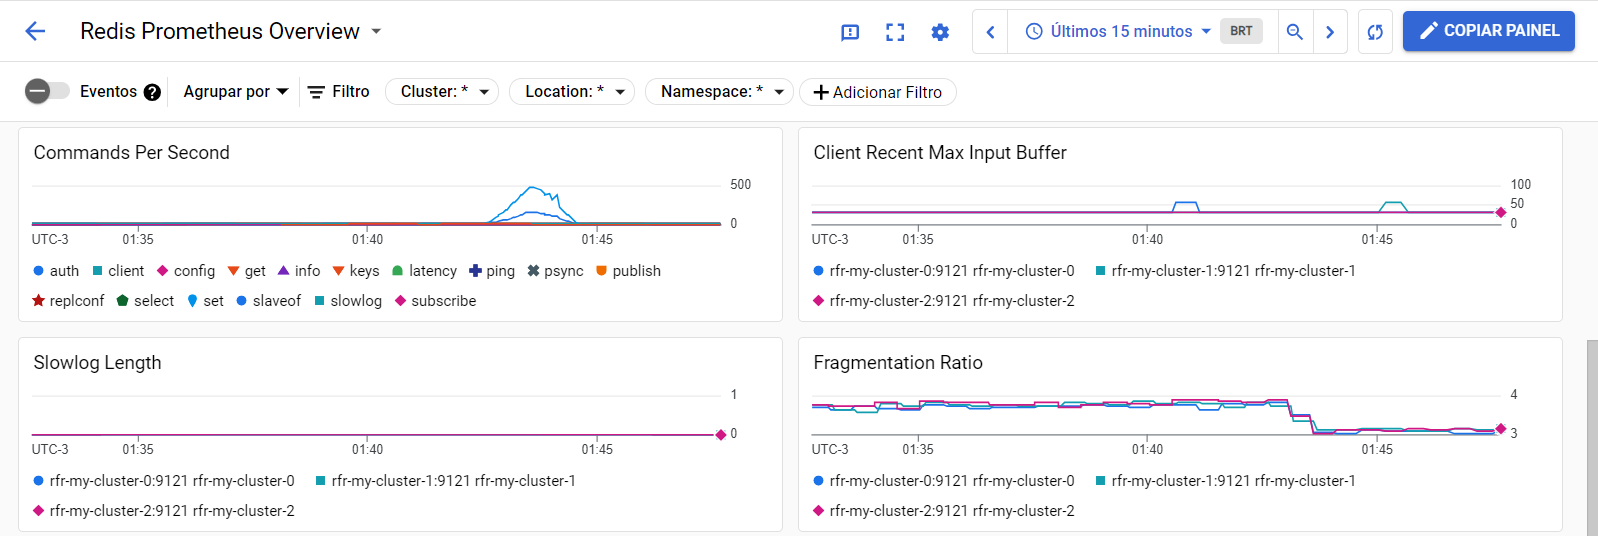 Redis Prometheus Overview
Últimos 15 minutos BRT
COPIAR PAINEL
Eventos ? Agrupar por Filtro Cluster: * Location: * Namespace: * + Adicionar Filtro
Commands Per Second
500
0
UTC-3 01:35 01:40 01:45
auth client config get info keys latency ping psync publish
replconf select set slaveof slowlog subscribe
Client Recent Max Input Buffer
100
50
0
UTC-3 01:35 01:40 01:45
rfr-my-cluster-0:9121 rfr-my-cluster-0 rfr-my-cluster-1:9121 rfr-my-cluster-1
rfr-my-cluster-2:9121 rfr-my-cluster-2
Slowlog Length
1
0
UTC-3 01:35 01:40 01:45
rfr-my-cluster-0:9121 rfr-my-cluster-0 rfr-my-cluster-1:9121 rfr-my-cluster-1
rfr-my-cluster-2:9121 rfr-my-cluster-2
Fragmentation Ratio
4
3
UTC-3 01:35 01:40 01:45
rfr-my-cluster-0:9121 rfr-my-cluster-0 rfr-my-cluster-1:9121 rfr-my-cluster-1
rfr-my-cluster-2:9121 rfr-my-cluster-2